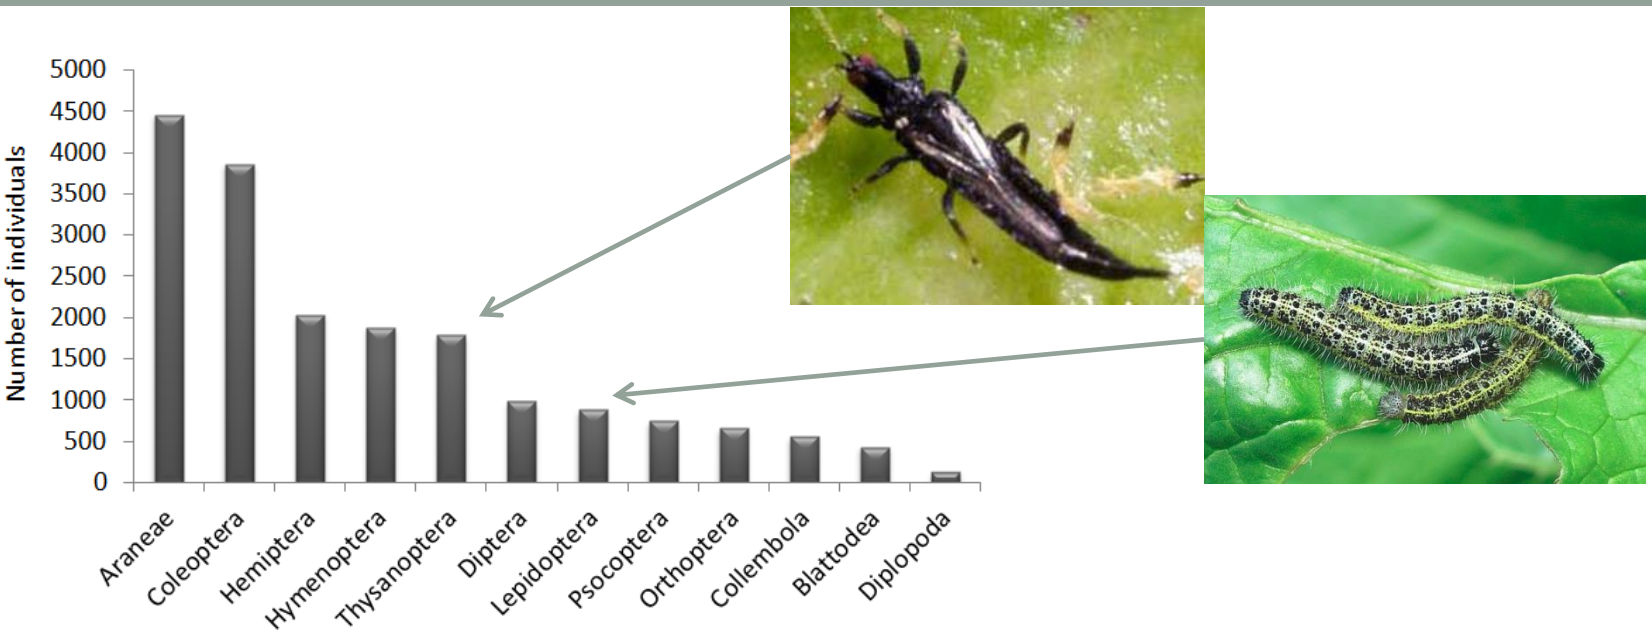 5000
4500
4000
3500
3000
2500
2000
1500
1000
500
0
Number of individuals
Araneae
Coleoptera
Hemiptera
Hymenoptera
Thysanoptera
Diptera
Lepidoptera
Psocoptera
Orthoptera
Collembola
Blattodea
Diplopoda